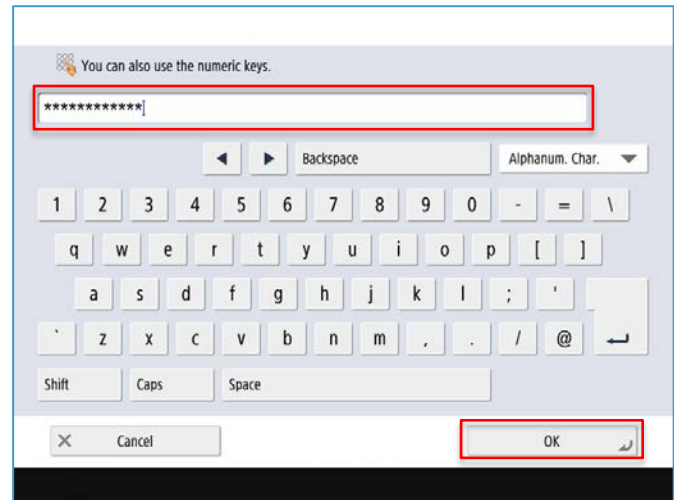 You can also use the numeric keys.
************
◀ ▶ Backspace Alphanum. Char. ▼
1 2 3 4 5 6 7 8 9 0 - = \
q w e r t y u i o p [ ]
a s d f g h j k l ; '
` z x c v b n m , . / @
Shift Caps Space
× Cancel OK